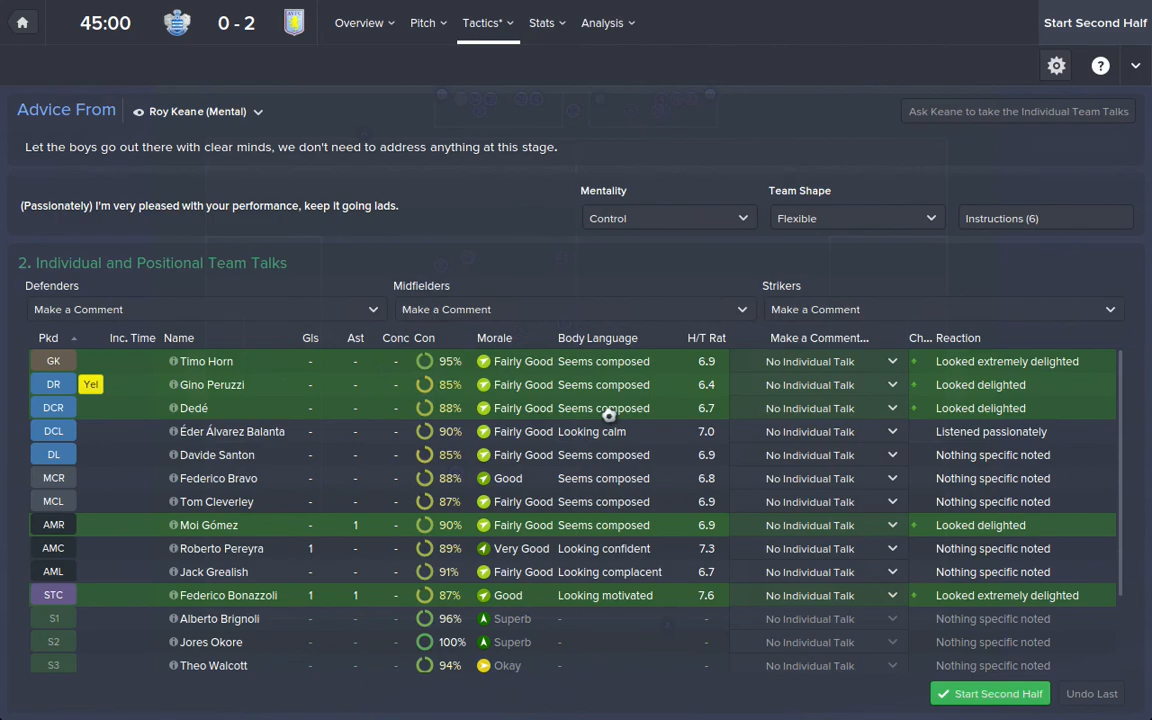 45:00 0 - 2 Overview Pitch Tactics* Stats Analysis Start Second Half
?
Advice From Roy Keane (Mental) Ask Keane to take the Individual Team Talks
Let the boys go out there with clear minds, we don't need to address anything at this stage.
Mentality Team Shape
(Passionately) I'm very pleased with your performance, keep it going lads. Control Flexible Instructions (6)
2. Individual and Positional Team Talks
Defenders Midfielders Strikers
Make a Comment Make a Comment Make a Comment
Pkd Inc. Time Name Gls Ast Conc Con Morale Body Language H/T Rat Make a Comment... Ch... Reaction
GK Timo Horn - - - 95% Fairly Good Seems composed 6.9 No Individual Talk Looked extremely delighted
DR Yel Gino Peruzzi - - - 85% Fairly Good Seems composed 6.4 No Individual Talk Looked delighted
DCR Dedé - - - 88% Fairly Good Seems composed 6.7 No Individual Talk Looked delighted
DCL Éder Álvarez Balanta - - - 90% Fairly Good Looking calm 7.0 No Individual Talk Listened passionately
DL Davide Santon - - - 85% Fairly Good Seems composed 6.9 No Individual Talk Nothing specific noted
MCR Federico Bravo - - - 88% Good Seems composed 6.8 No Individual Talk Nothing specific noted
MCL Tom Cleverley - - - 87% Fairly Good Seems composed 6.9 No Individual Talk Nothing specific noted
AMR Moi Gómez - 1 - 90% Fairly Good Seems composed 6.9 No Individual Talk Looked delighted
AMC Roberto Pereyra 1 - - 89% Very Good Looking confident 7.3 No Individual Talk Nothing specific noted
AML Jack Grealish - - - 91% Fairly Good Looking complacent 6.7 No Individual Talk Nothing specific noted
STC Federico Bonazzoli 1 1 - 87% Good Looking motivated 7.6 No Individual Talk Looked extremely delighted
S1 Alberto Brignoli - - - 96% Superb - - No Individual Talk Nothing specific noted
S2 Jores Okore - - - 100% Superb - - No Individual Talk Nothing specific noted
S3 Theo Walcott - - - 94% Okay - - No Individual Talk Nothing specific noted
Start Second Half Undo Last